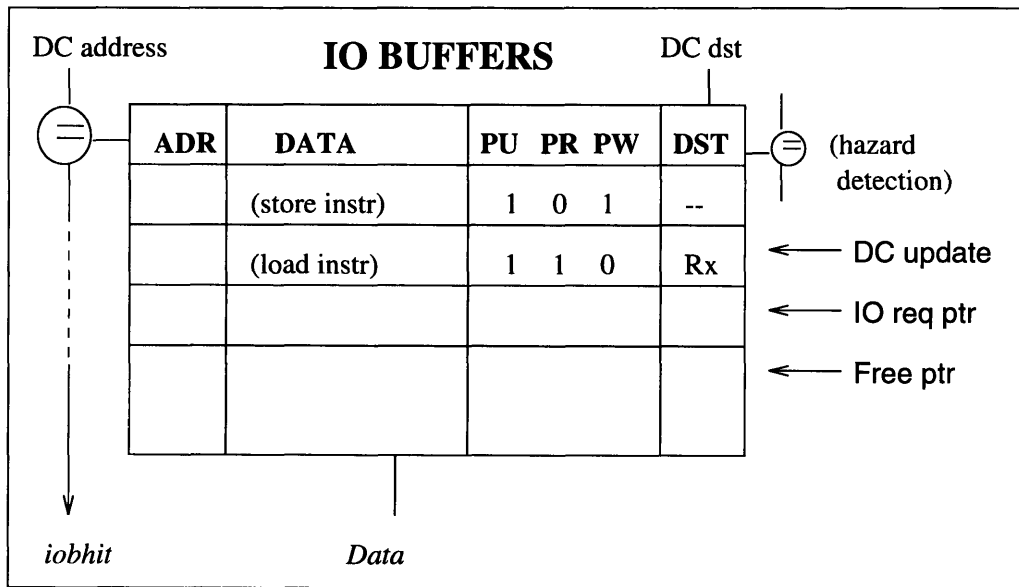 DC address
IO BUFFERS
DC dst
ADR DATA PU PR PW DST
(hazard
detection)
(store instr) 1 0 1 --
DC update
(load instr) 1 1 0 Rx
IO req ptr
Free ptr
iobhit
Data